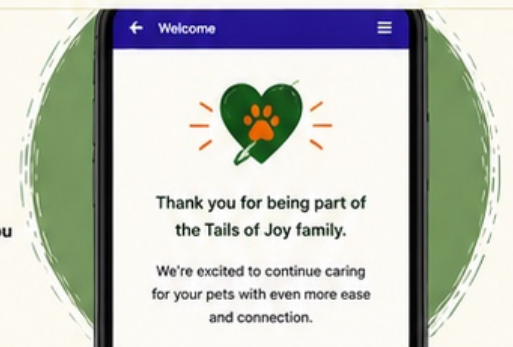 Welcome
Thank you for being part of
the Tails of Joy family.
We're excited to continue caring
for your pets with even more ease
and connection.